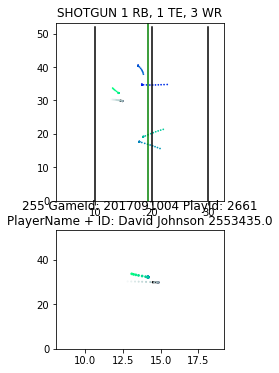 SHOTGUN 1 RB, 1 TE, 3 WR
50
40
30
20
10
0
10 20 30
255 GameId: 2017091004 PlayId: 2661
PlayerName + ID: David Johnson 2553435.0
40
20
0
10.0 12.5 15.0 17.5